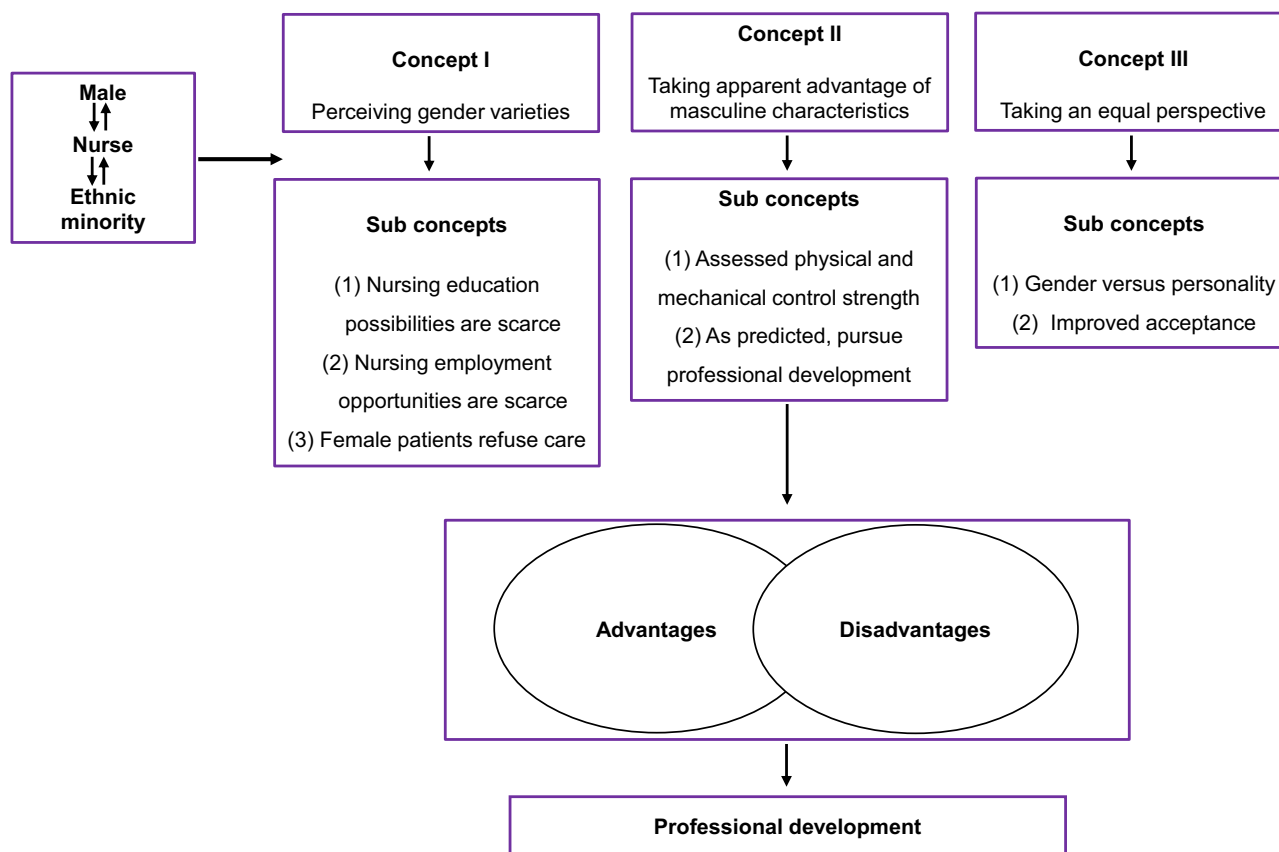 Male
Nurse
Ethnic
minority
Concept I
Perceiving gender varieties
Concept II
Taking apparent advantage of
masculine characteristics
Concept III
Taking an equal perspective
Sub concepts
(1) Nursing education
possibilities are scarce
(2) Nursing employment
opportunities are scarce
(3) Female patients refuse care
Sub concepts
(1) Assessed physical and
mechanical control strength
(2) As predicted, pursue
professional development
Sub concepts
(1) Gender versus personality
(2) Improved acceptance
Advantages
Disadvantages
Professional development